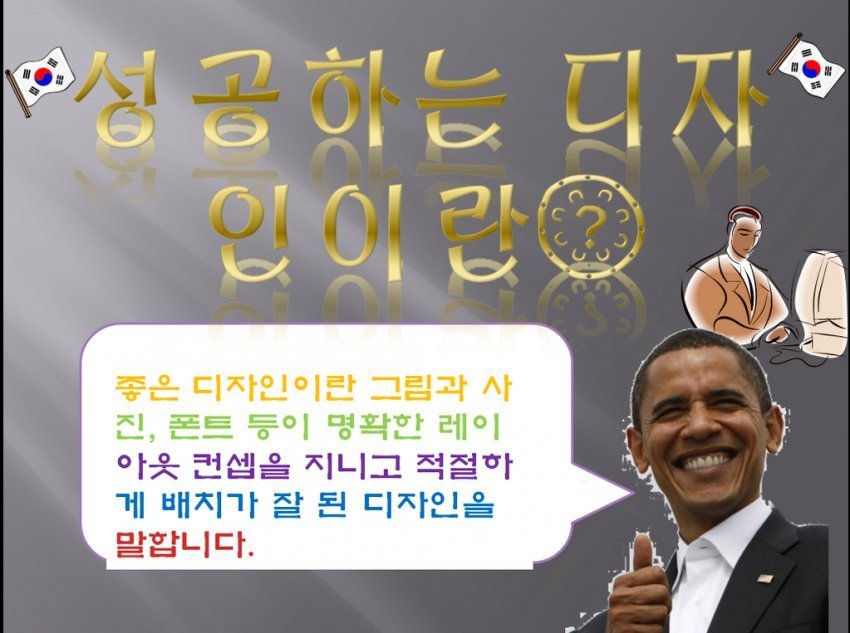 성공하는 디자
인이란?
좋은 디자인이란 그림과 사
진, 폰트 등이 명확한 레이
아웃 컨셉을 지니고 적절하
게 배치가 잘 된 디자인을
말합니다.